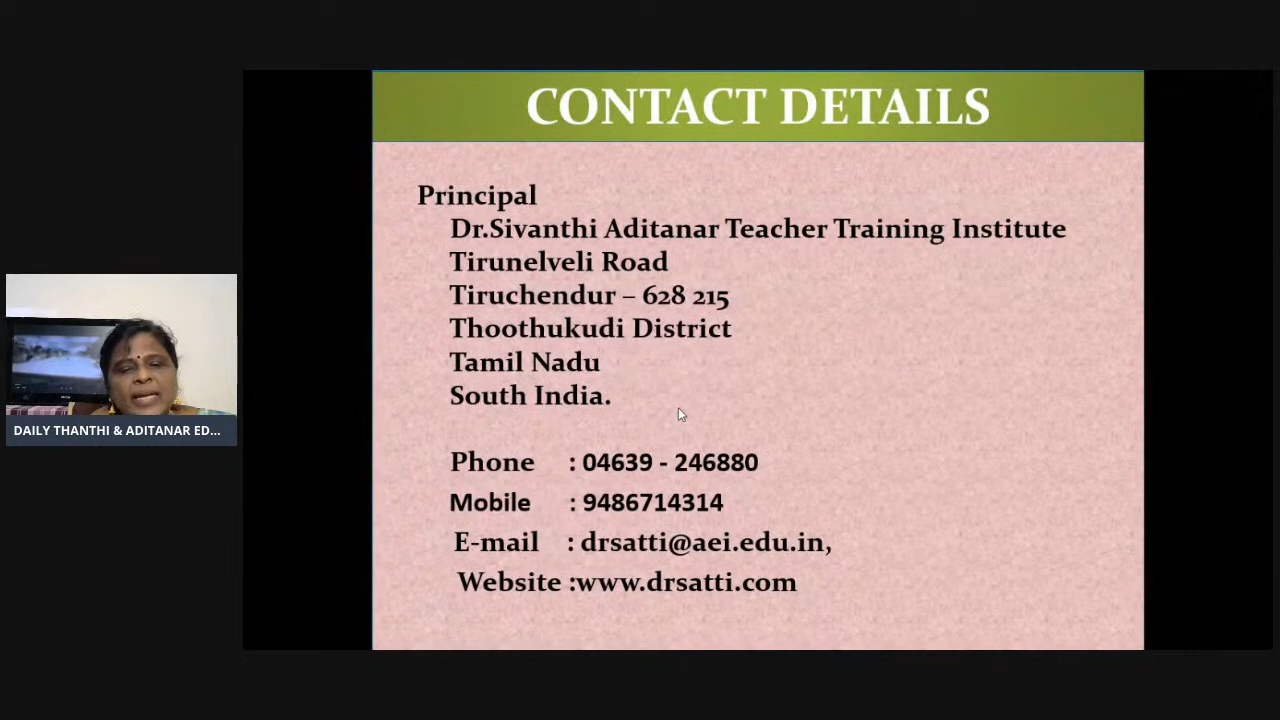 CONTACT DETAILS
Principal
Dr.Sivanthi Aditanar Teacher Training Institute
Tirunelveli Road
Tiruchendur – 628 215
Thoothukudi District
Tamil Nadu
South India.
Phone : 04639 - 246880
Mobile : 9486714314
E-mail : drsatti@aei.edu.in,
Website :www.drsatti.com
DAILY THANTHI & ADITANAR ED...